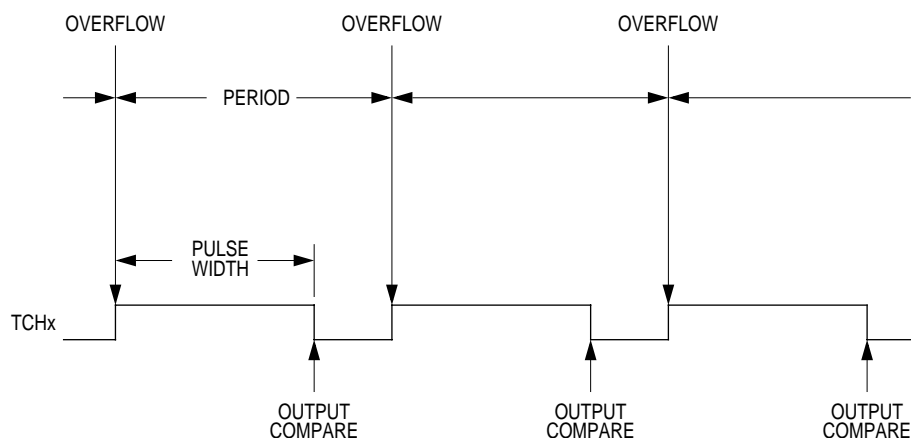 OVERFLOW
OVERFLOW
OVERFLOW
PERIOD
PULSE
WIDTH
TCHx
OUTPUT
COMPARE
OUTPUT
COMPARE
OUTPUT
COMPARE